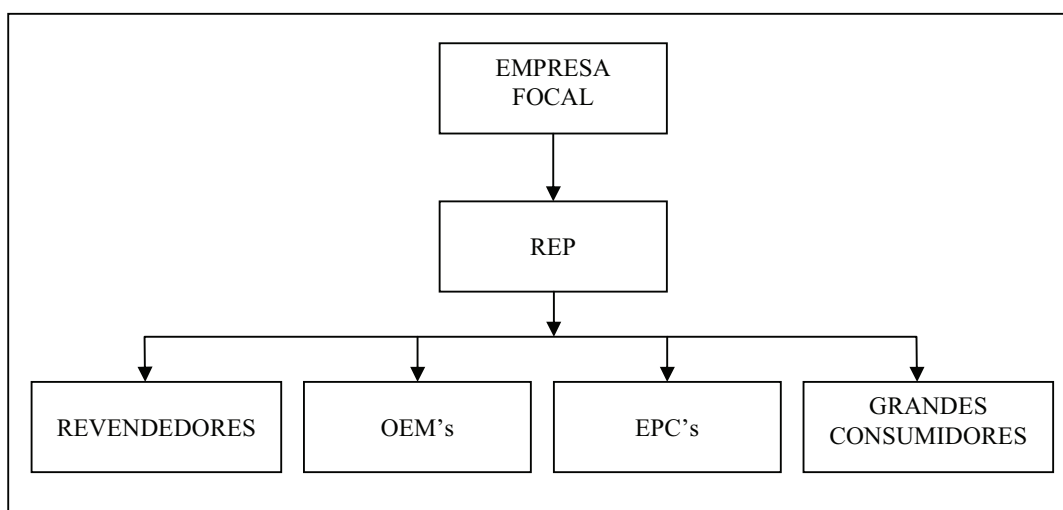 EMPRESA
FOCAL
REP
REVENDEDORES
OEM’s
EPC’s
GRANDES
CONSUMIDORES